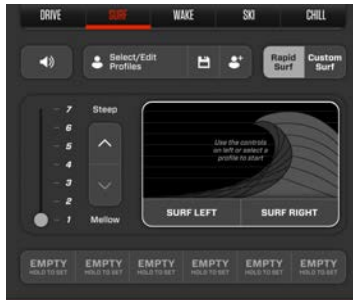 DRIVE
SURF
WAKE
SKI
CHILL
Select/Edit
Profiles
Rapid
Surf
Custom
Surf
7
Steep
6
5
4
3
2
1
Mellow
Use the controls
on left or select a
profile to start
SURF LEFT
SURF RIGHT
EMPTY
HOLD TO SET
EMPTY
HOLD TO SET
EMPTY
HOLD TO SET
EMPTY
HOLD TO SET
EMPTY
HOLD TO SET
EMPTY
HOLD TO SET